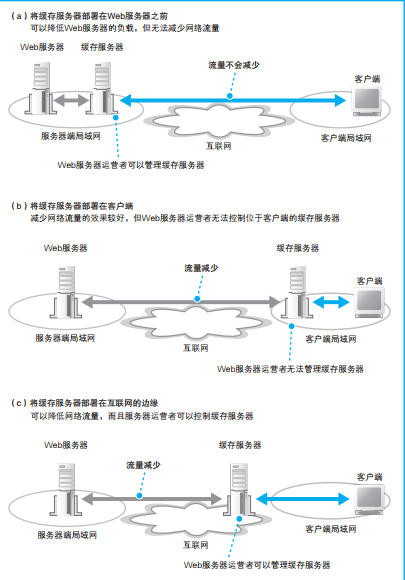 （a）将缓存服务器部署在Web服务器之前
可以降低Web服务器的负载，但无法减少网络流量
Web服务器 缓存服务器
流量不会减少
客户端
服务器端局域网
互联网
客户端局域网
Web服务器运营者可以管理缓存服务器
（b）将缓存服务器部署在客户端
减少网络流量的效果较好，但Web服务器运营者无法控制位于客户端的缓存服务器
Web服务器
缓存服务器
流量减少
客户端
服务器端局域网
互联网
客户端局域网
Web服务器运营者无法管理缓存服务器
（c）将缓存服务器部署在互联网的边缘
可以降低网络流量，而且服务器运营者可以控制缓存服务器
Web服务器
缓存服务器
流量减少
客户端
服务器端局域网
互联网
客户端局域网
Web服务器运营者可以管理缓存服务器